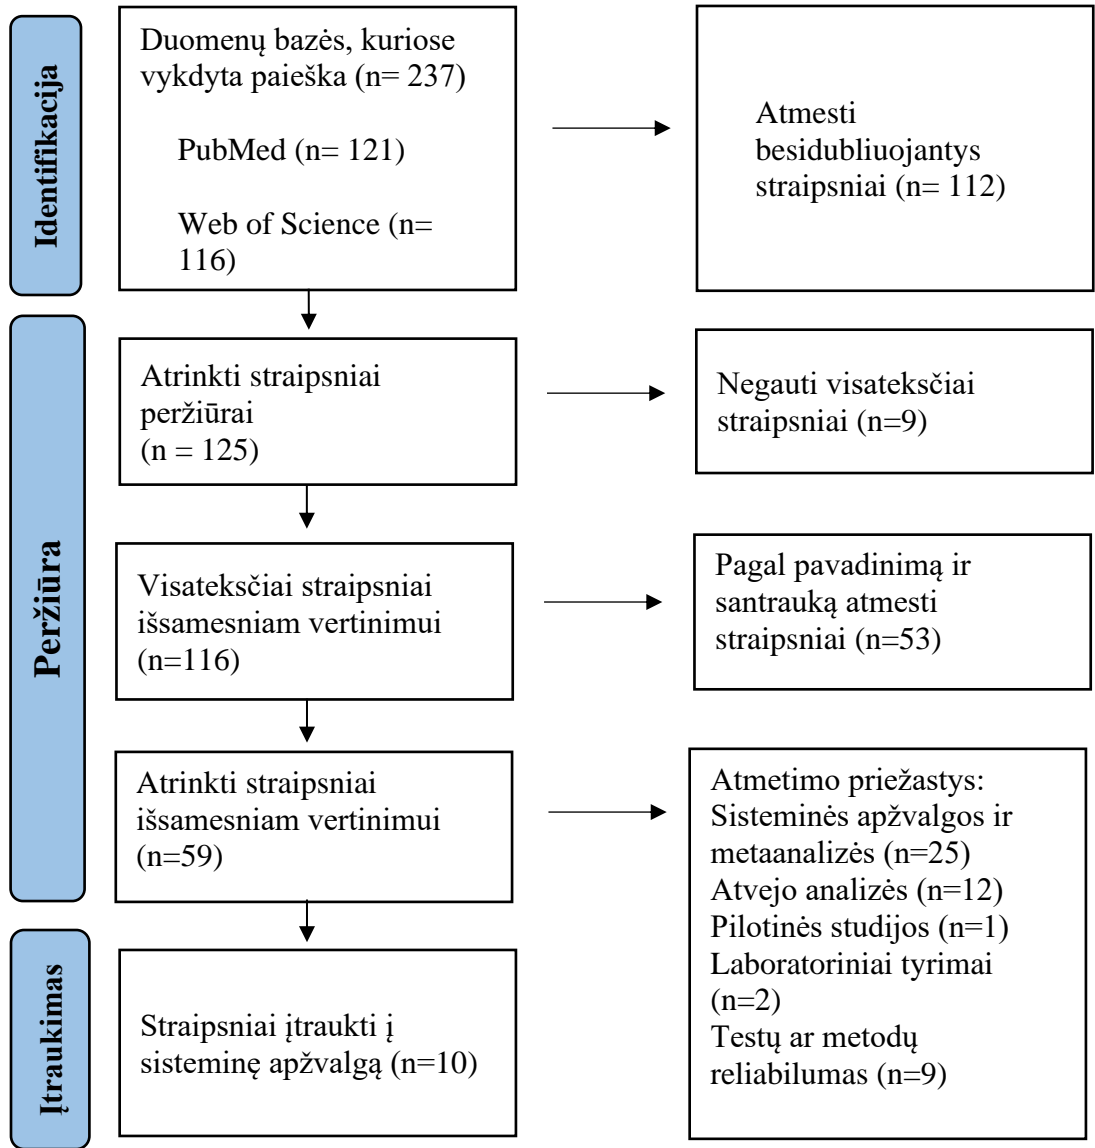 Identifikacija
Duomenų bazės, kuriose
vykdyta paieška (n= 237)
PubMed (n= 121)
Web of Science (n=
116)
Atmesti
besidubliuojantys
straipsniai (n= 112)
Peržiūra
Atrinkti straipsniai
peržiūrai
(n = 125)
Negauti visateksčiai
straipsniai (n=9)
Visateksčiai straipsniai
išsamesniam vertinimui
(n=116)
Pagal pavadinimą ir
santrauką atmesti
straipsniai (n=53)
Atrinkti straipsniai
išsamesniam vertinimui
(n=59)
Atmetimo priežastys:
Sisteminės apžvalgos ir
metaanalizės (n=25)
Atvejo analizės (n=12)
Pilotinės studijos (n=1)
Laboratoriniai tyrimai
(n=2)
Testų ar metodų
reliabilumas (n=9)
Įtraukimas
Straipsniai įtraukti į
sisteminę apžvalgą (n=10)